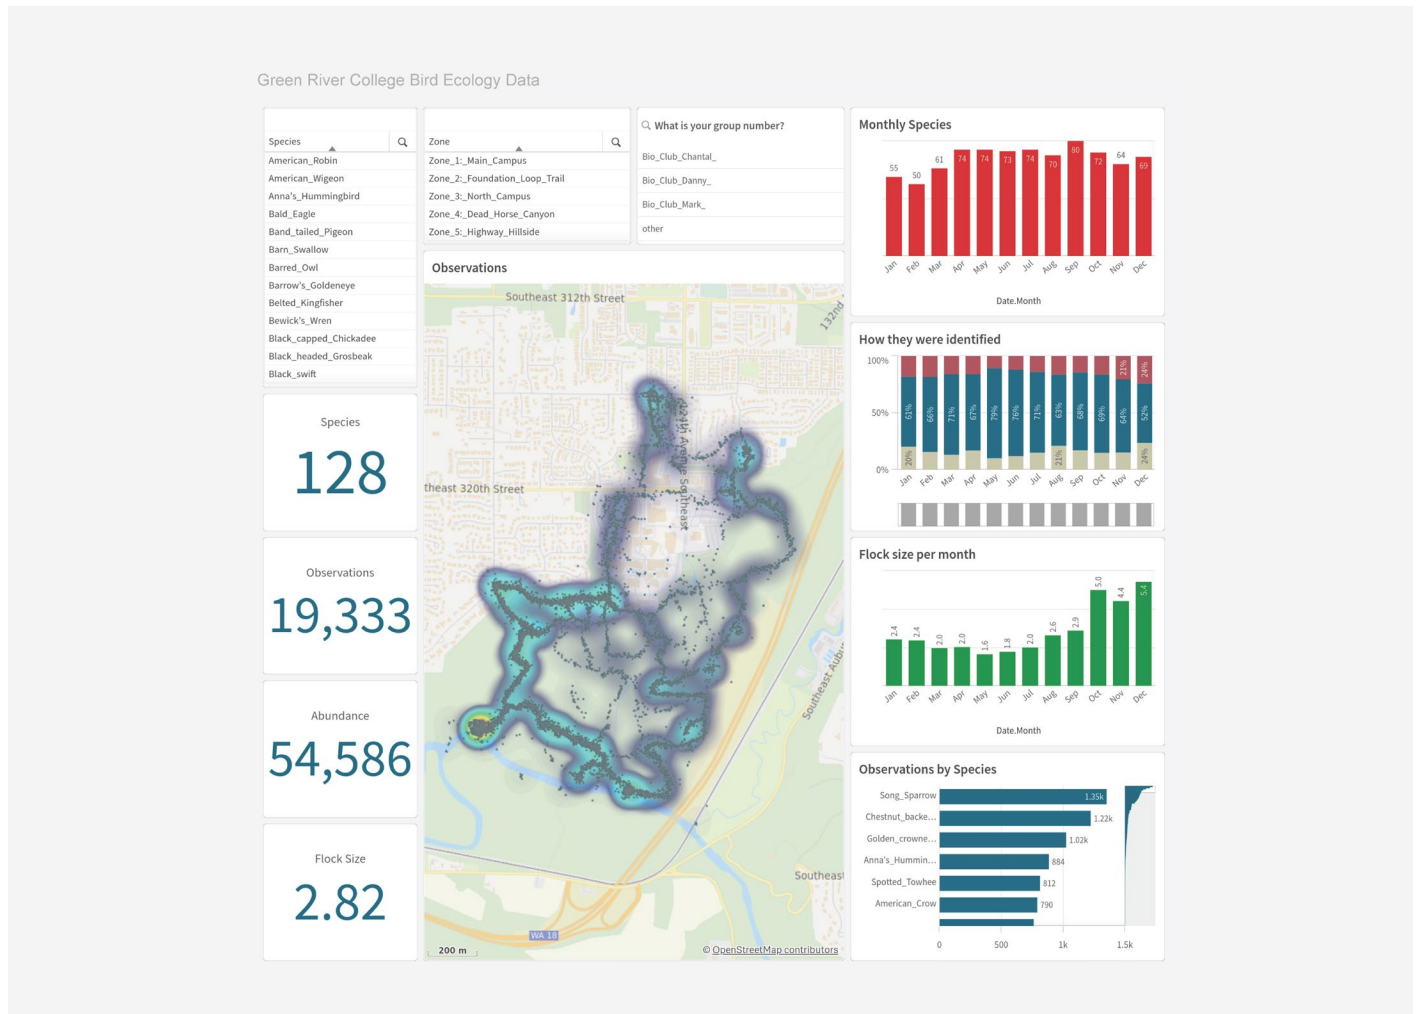 Green River College Bird Ecology Data
Species
American_Robin
American_Wigeon
Anna's_Hummingbird
Bald_Eagle
Band_tailed_Pigeon
Barn_Swallow
Barred_Owl
Barrow's_Goldeneye
Belted_Kingfisher
Bewick's_Wren
Black_capped_Chickadee
Black_headed_Grosbeak
Black_swift
Zone
Zone_1:_Main_Campus
Zone_2:_Foundation_Loop_Trail
Zone_3:_North_Campus
Zone_4:_Dead_Horse_Canyon
Zone_5:_Highway_Hillside
What is your group number?
Bio_Club_Chantal_
Bio_Club_Danny_
Bio_Club_Mark_
other
Species
128
Observations
19,333
Abundance
54,586
Flock Size
2.82
Observations
Southeast 312th Street
132nd
124th Avenue Southeast
theast 320th Street
Southeast Aubu
Southeast
WA 18
200 m
© OpenStreetMap contributors
Monthly Species
55 50 61 74 74 73 74 70 80 72 64 69
Jan Feb Mar Apr May Jun Jul Aug Sep Oct Nov Dec
Date.Month
How they were identified
100%
50%
0%
21% 24%
61% 66% 71% 67% 79% 76% 71% 63% 68% 69% 64% 52%
20% 21% 24%
Jan Feb Mar Apr May Jun Jul Aug Sep Oct Nov Dec
Flock size per month
2.4 2.4 2.0 2.0 1.6 1.8 2.0 2.6 2.9 5.0 4.4 5.4
Jan Feb Mar Apr May Jun Jul Aug Sep Oct Nov Dec
Date.Month
Observations by Species
Song_Sparrow 1.35k
Chestnut_backe... 1.22k
Golden_crowne... 1.02k
Anna's_Hummin... 884
Spotted_Towhee 812
American_Crow 790
0 500 1k 1.5k